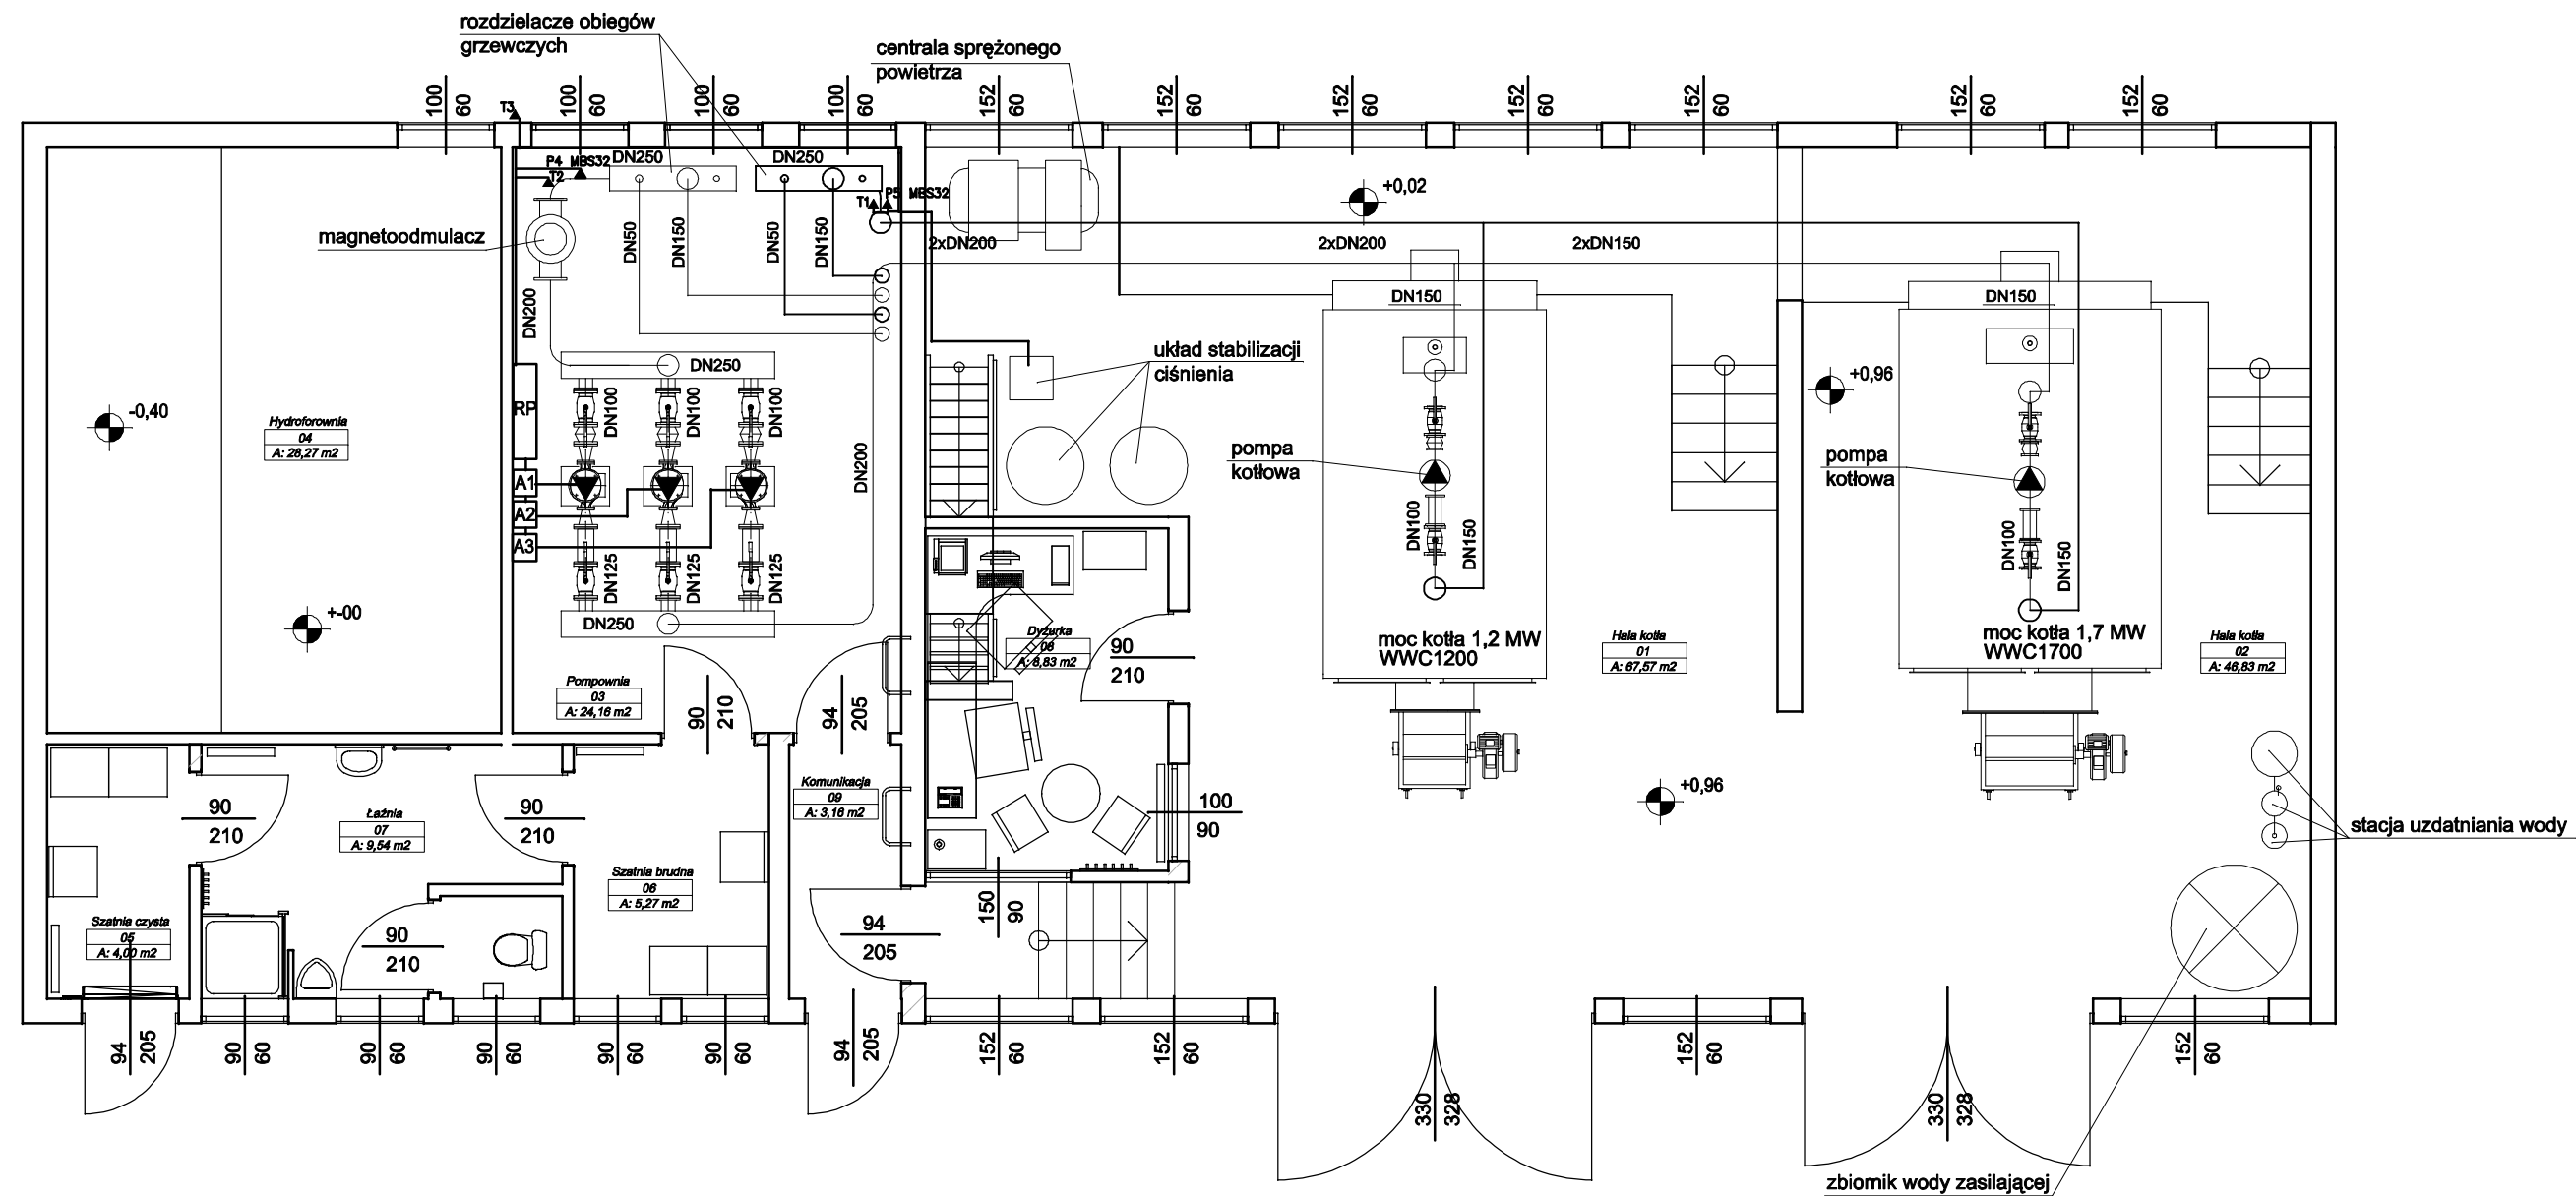 rozdzielacze obiegów
grzewczych
centrala sprężonego
powietrza
100
60
T3
100
60
100
60
100
60
152
60
152
60
152
60
152
60
152
60
152
60
152
60
P4 MBS32
DN250
DN250
T2
P5 MBS32
T1
+0,02
magnetoodmulacz
DN50
DN150
DN50
DN150
2xDN200
2xDN200
2xDN150
DN200
DN150
DN150
układ stabilizacji
ciśnienia
DN250
+0,96
-0,40
Hydroforownia
04
A: 28,27 m2
RP
DN100
DN100
DN100
DN200
pompa
kotłowa
pompa
kotłowa
A1
A2
A3
DN125
DN125
DN125
DN100
DN150
DN100
DN150
+-00
DN250
Dyżurka
08
A: 8,83 m2
90
210
moc kotła 1,2 MW
WWC1200
Hala kotła
01
A: 67,57 m2
moc kotła 1,7 MW
WWC1700
Hala kotła
02
A: 46,83 m2
Pompownia
03
A: 24,16 m2
90
210
94
205
Komunikacja
09
A: 3,16 m2
+0,96
100
90
90
210
Łaźnia
07
A: 9,54 m2
90
210
stacja uzdatniania wody
Szatnia brudna
06
A: 5,27 m2
Szatnia czysta
05
A: 4,00 m2
90
210
94
205
150
90
94
205
90
60
90
60
90
60
90
60
90
60
94
205
152
60
152
60
152
60
152
60
330
328
330
328
zbiornik wody zasilającej